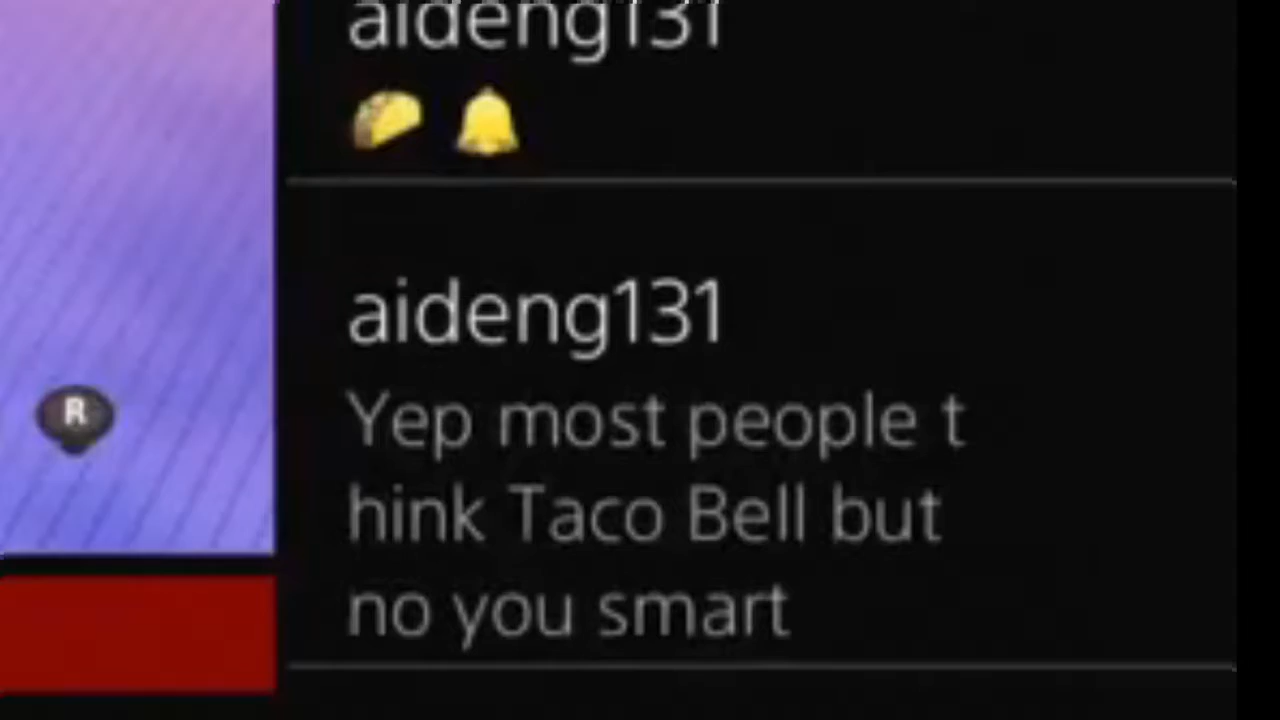 aideng131
🌮 🔔
aideng131
Yep most people t
hink Taco Bell but
no you smart
R